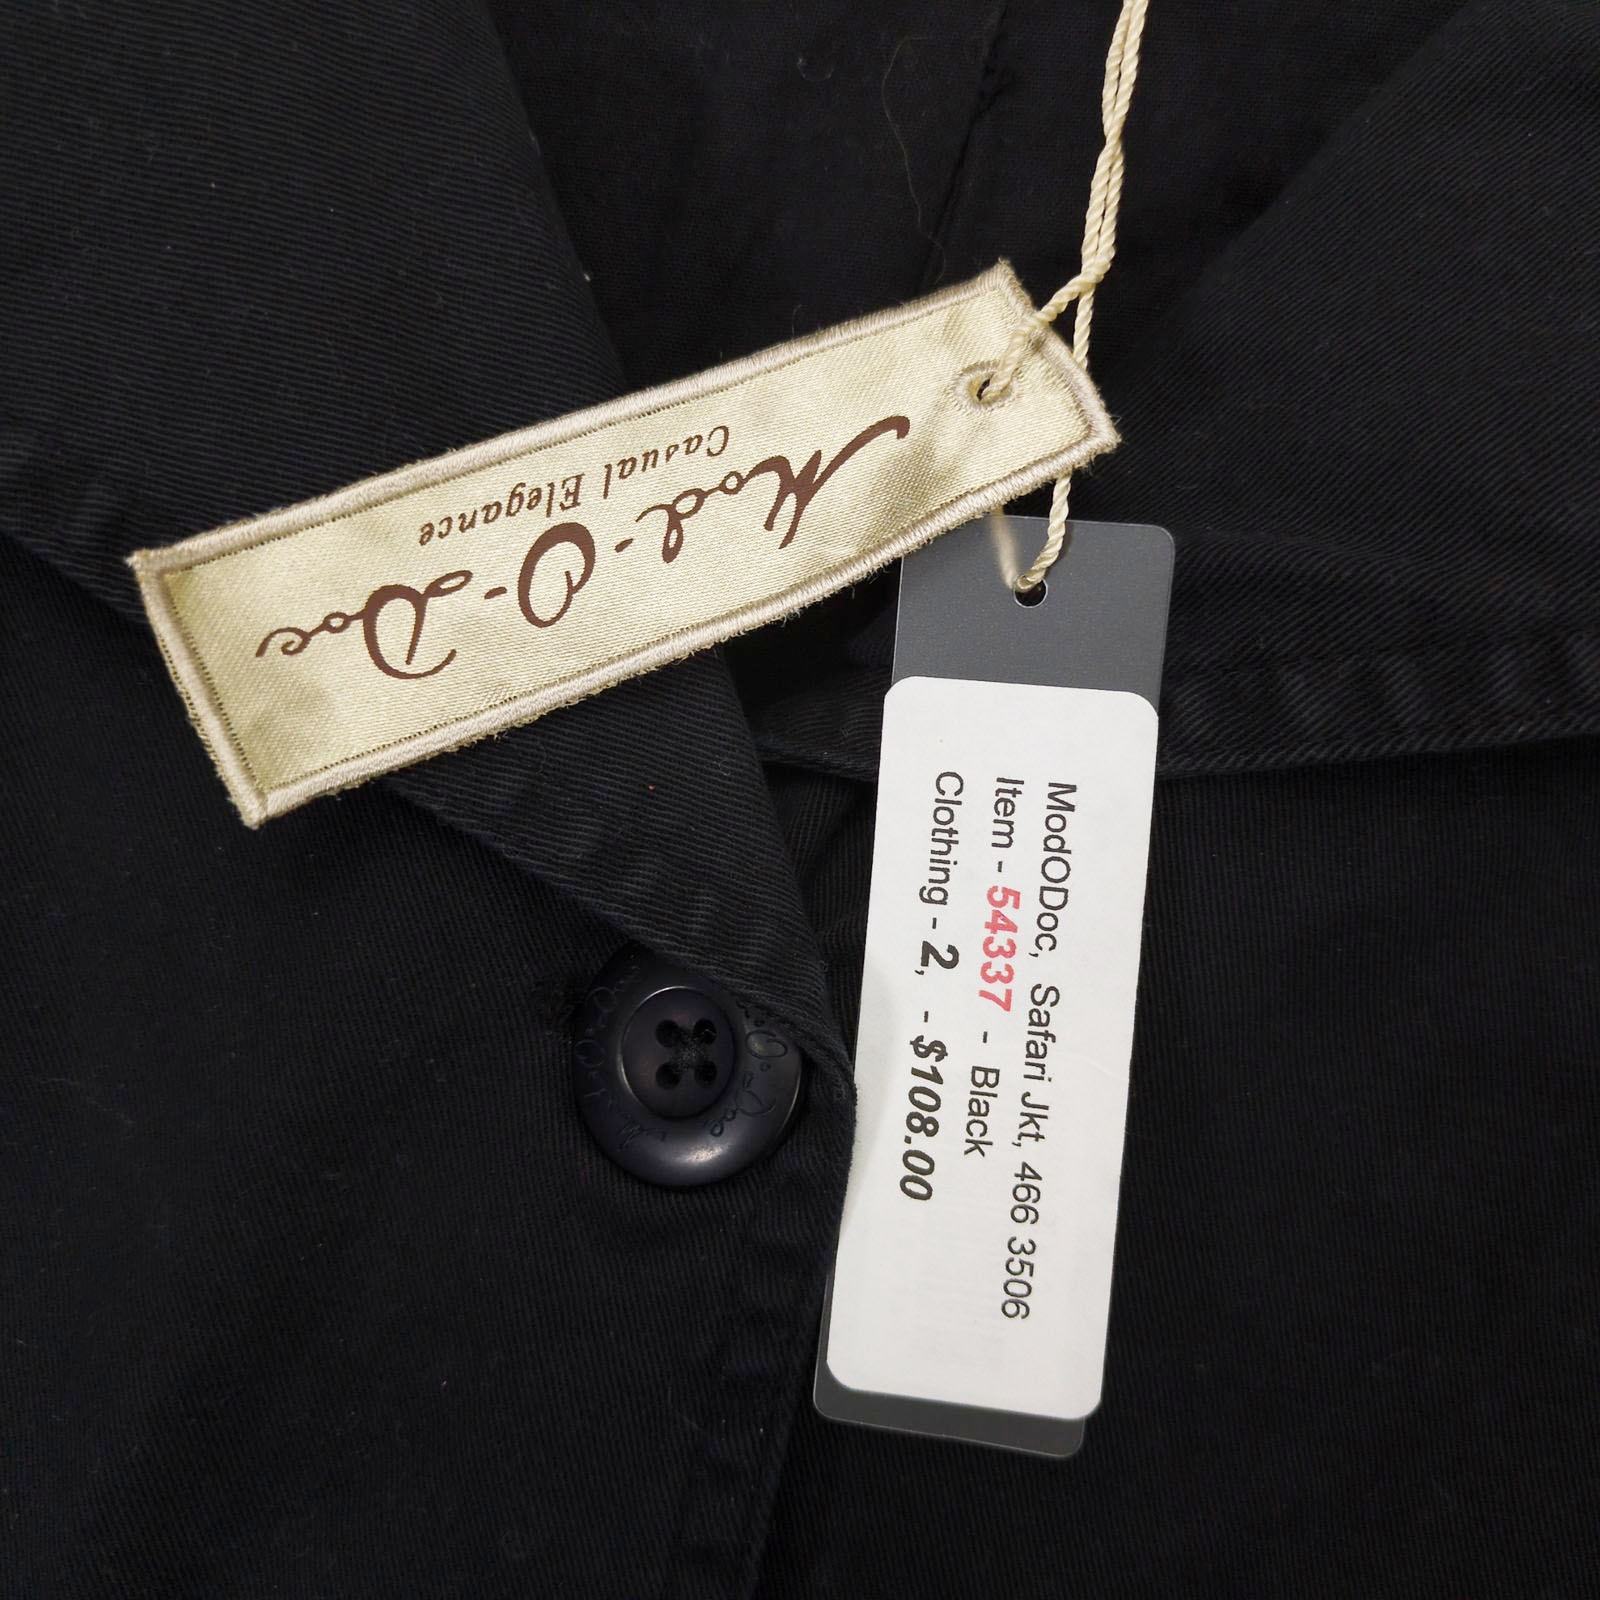 Mod-O-Doc
Casual Elegance
ModODoc, Safari Jkt, 466 3506
Item - 54337 - Black
Clothing - 2, - $108.00